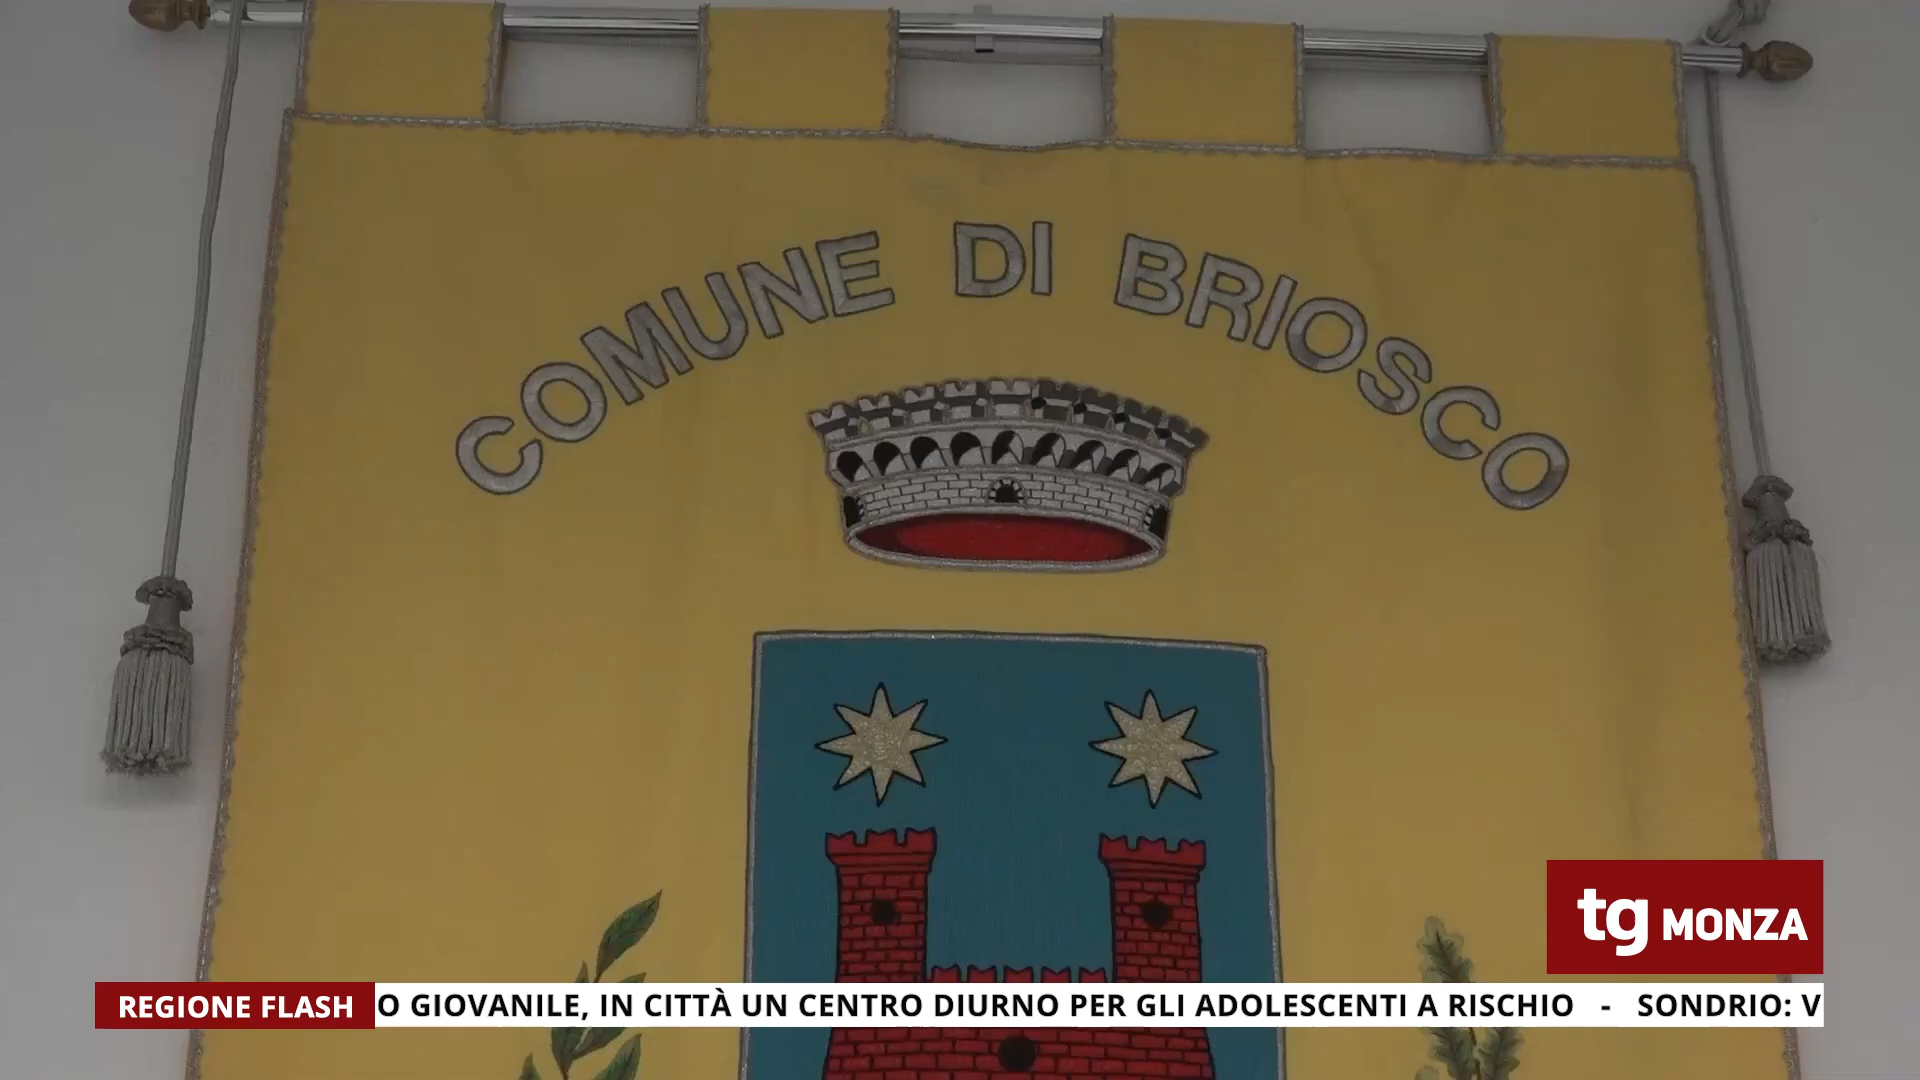 COMUNE DI BRIOSCO
tg MONZA
REGIONE FLASH O GIOVANILE, IN CITTÀ UN CENTRO DIURNO PER GLI ADOLESCENTI A RISCHIO - SONDRIO: V